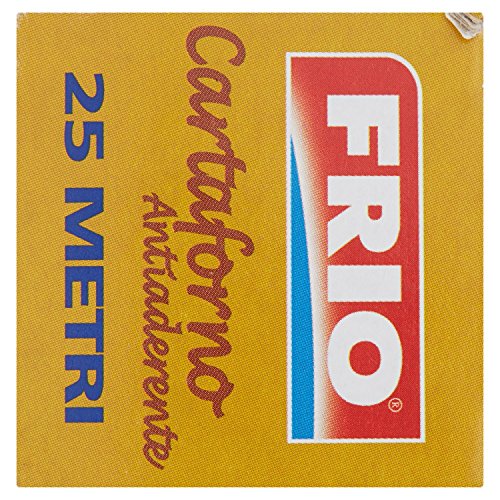 FRIO®
Cartaforno
Antiaderente
25 METRI